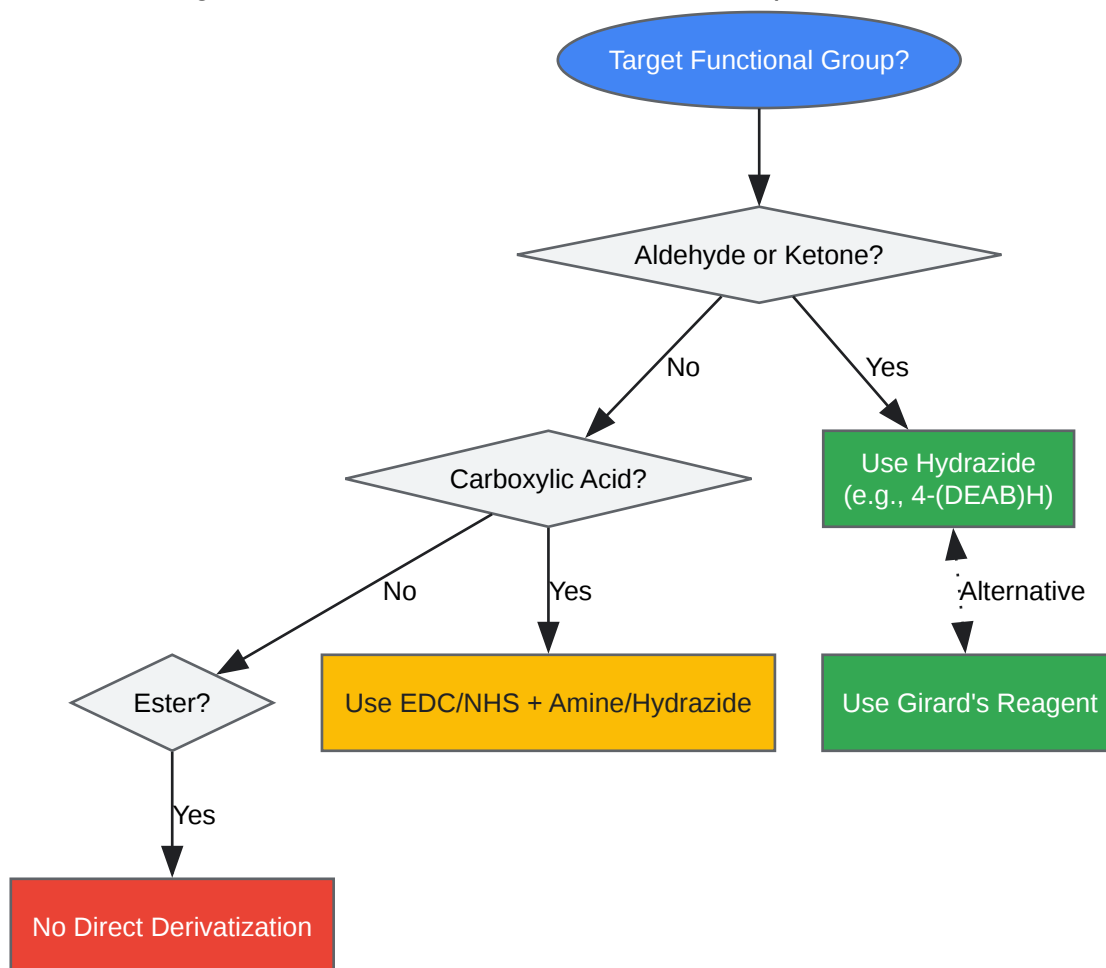 Target Functional Group?
Aldehyde or Ketone?
No
Yes
Carboxylic Acid?
Use Hydrazide
(e.g., 4-(DEAB)H)
No
Yes
Alternative
Ester?
Use EDC/NHS + Amine/Hydrazide
Use Girard's Reagent
Yes
No Direct Derivatization